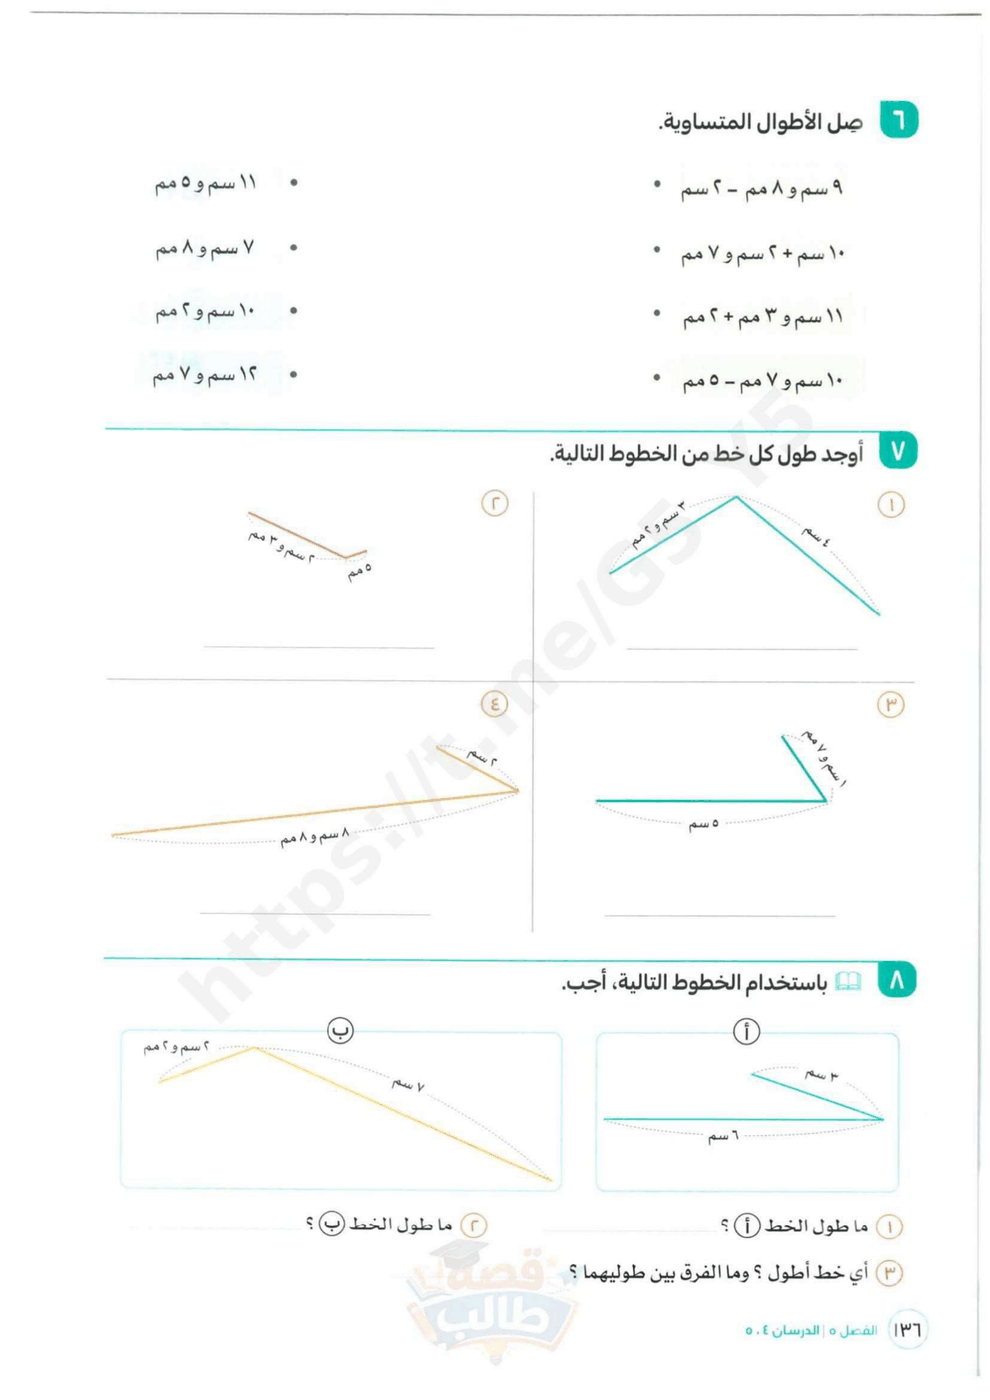 ٦ صِل الأطوال المتساوية.
٩ سم و ٨ مم – ٢ سم • • ١١ سم و ٥ مم
١٠ سم + ٢ سم و ٧ مم • • ٧ سم و ٨ مم
١١ سم و ٣ مم + ٢ مم • • ١٠ سم و ٢ مم
١٠ سم و ٧ مم – ٥ مم • • ١٢ سم و ٧ مم
٧ أوجد طول كل خط من الخطوط التالية.
١
٣ سم و ٢ مم
٤ سم
٢
٢ سم و ٣ مم
٥ مم
٣
١ سم و ٧ مم
٥ سم
٤
٢ سم
٨ سم و ٨ مم
٨ باستخدام الخطوط التالية، أجب.
أ
٣ سم
٦ سم
ب
٢ سم و ٢ مم
٧ سم
١ ما طول الخط أ ؟
٢ ما طول الخط ب ؟
٣ أي خط أطول ؟ وما الفرق بين طوليهما ؟
١٣٦ الفصل ٥ | الدرسان ٤ ، ٥
قصة
طالب
https://t.me/G5_Y5